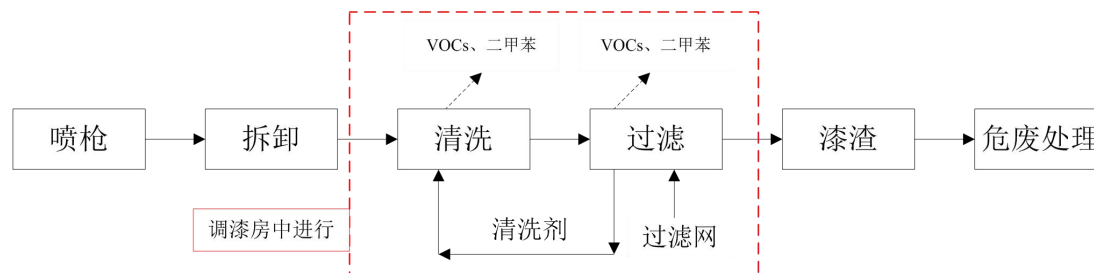 VOCs、二甲苯
VOCs、二甲苯
喷枪
拆卸
清洗
过滤
漆渣
危废处理
调漆房中进行
清洗剂
过滤网